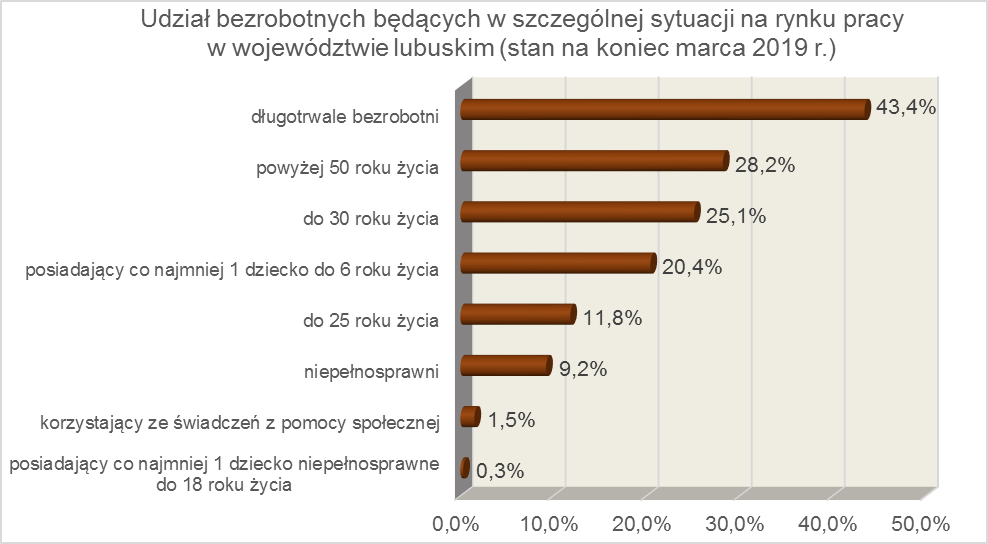 Udział bezrobotnych będących w szczególnej sytuacji na rynku pracy
w województwie lubuskim (stan na koniec marca 2019 r.)
długotrwale bezrobotni
43,4%
powyżej 50 roku życia
28,2%
do 30 roku życia
25,1%
posiadający co najmniej 1 dziecko do 6 roku życia
20,4%
do 25 roku życia
11,8%
niepełnosprawni
9,2%
korzystający ze świadczeń z pomocy społecznej
1,5%
posiadający co najmniej 1 dziecko niepełnosprawne
do 18 roku życia
0,3%
0,0% 10,0% 20,0% 30,0% 40,0% 50,0%